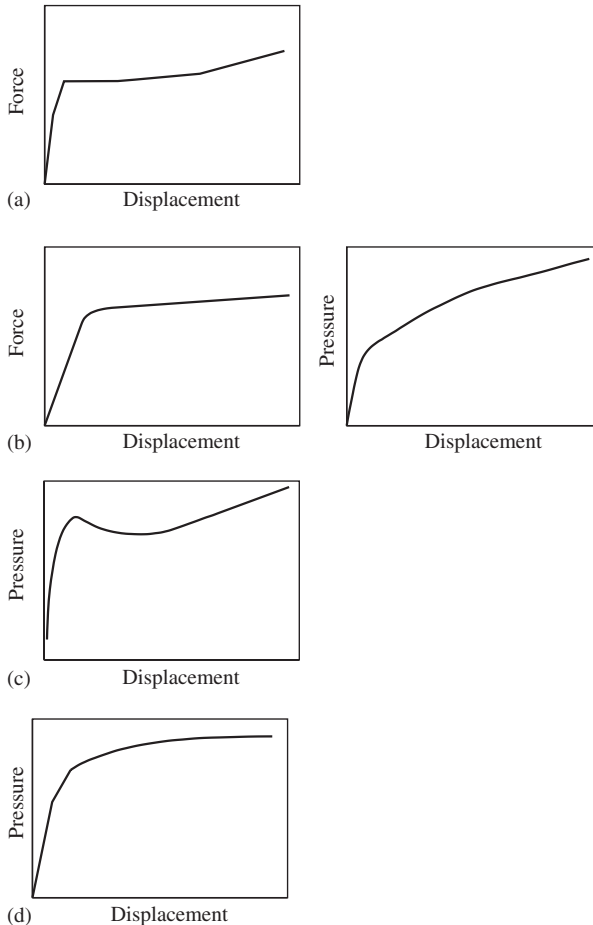 Force
Displacement
(a)
Force
Displacement
Pressure
Displacement
(b)
Pressure
Displacement
(c)
Pressure
Displacement
(d)